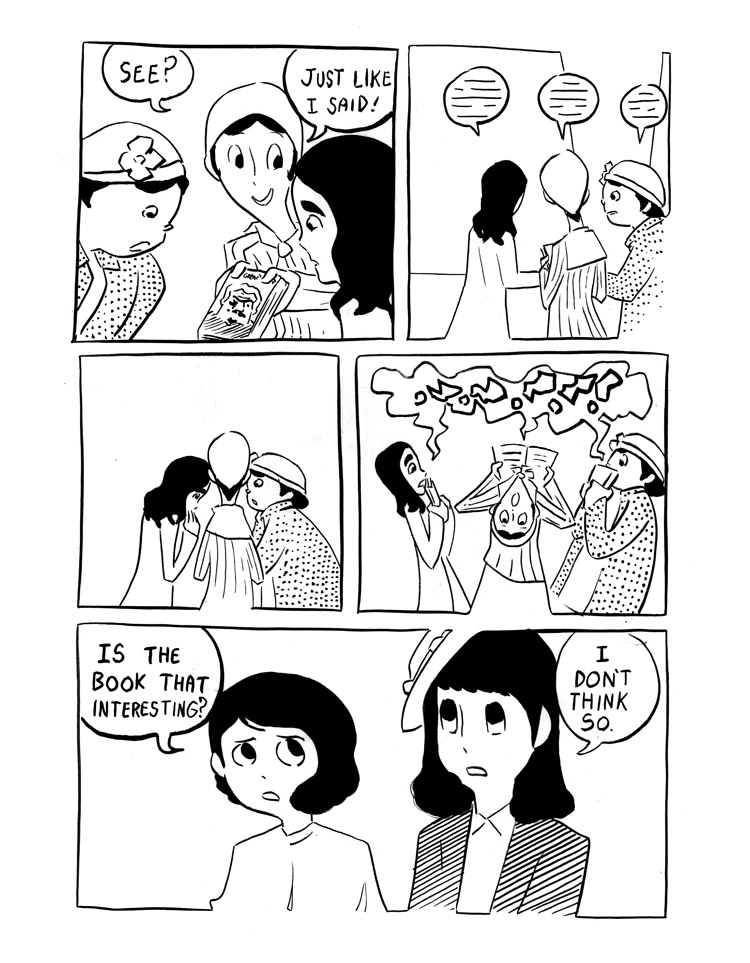 SEE?
JUST LIKE
I SAID!
IS THE
BOOK THAT
INTERESTING?
I
DON'T
THINK
SO.